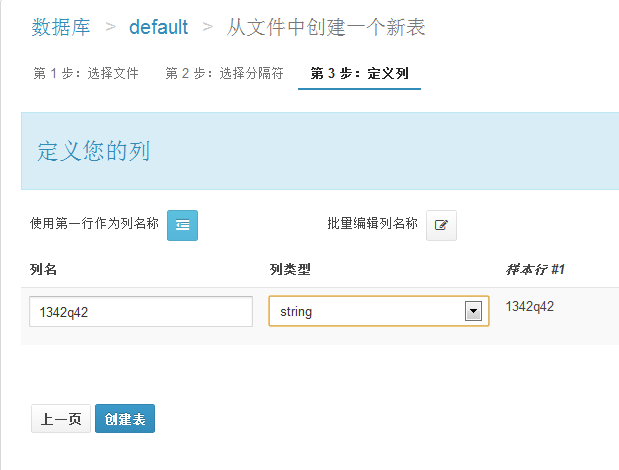 数据库 > default > 从文件中创建一个新表
第 1 步：选择文件 第 2 步：选择分隔符 第 3 步：定义列
定义您的列
使用第一行作为列名称 批量编辑列名称
列名 列类型 样本行 #1
1342q42 string 1342q42
上一页 创建表